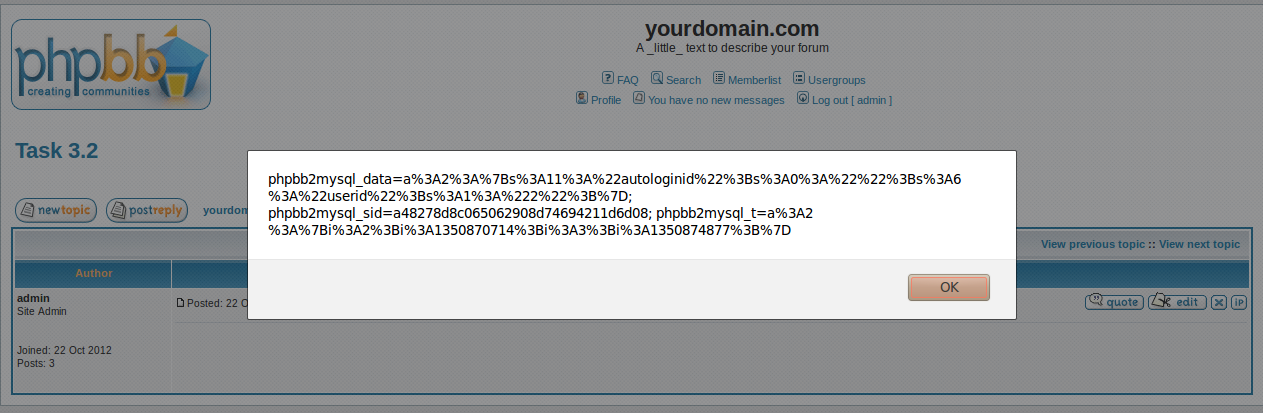 phpbb
creating communities
yourdomain.com
A _little_ text to describe your forum
FAQ Search Memberlist Usergroups
Profile You have no new messages Log out [ admin ]
Task 3.2
newtopic postreply yourdom
View previous topic :: View next topic
Author
admin
Site Admin
Joined: 22 Oct 2012
Posts: 3
Posted: 22 O
quote edit X iP
phpbb2mysql_data=a%3A2%3A%7Bs%3A11%3A%22autologinid%22%3Bs%3A0%3A%22%22%3Bs%3A6
%3A%22userid%22%3Bs%3A1%3A%222%22%3B%7D;
phpbb2mysql_sid=a48278d8c065062908d74694211d6d08; phpbb2mysql_t=a%3A2
%3A%7Bi%3A2%3Bi%3A1350870714%3Bi%3A3%3Bi%3A1350874877%3B%7D
OK